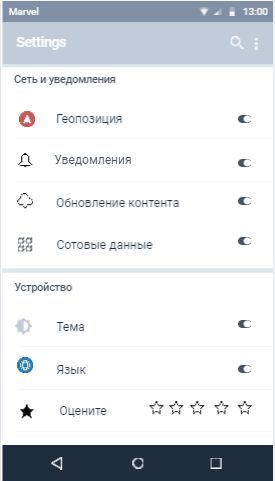 Marvel 13:00
Settings
Сеть и уведомления
Геопозиция
Уведомления
Обновление контента
Сотовые данные
Устройство
Тема
Язык
Оцените